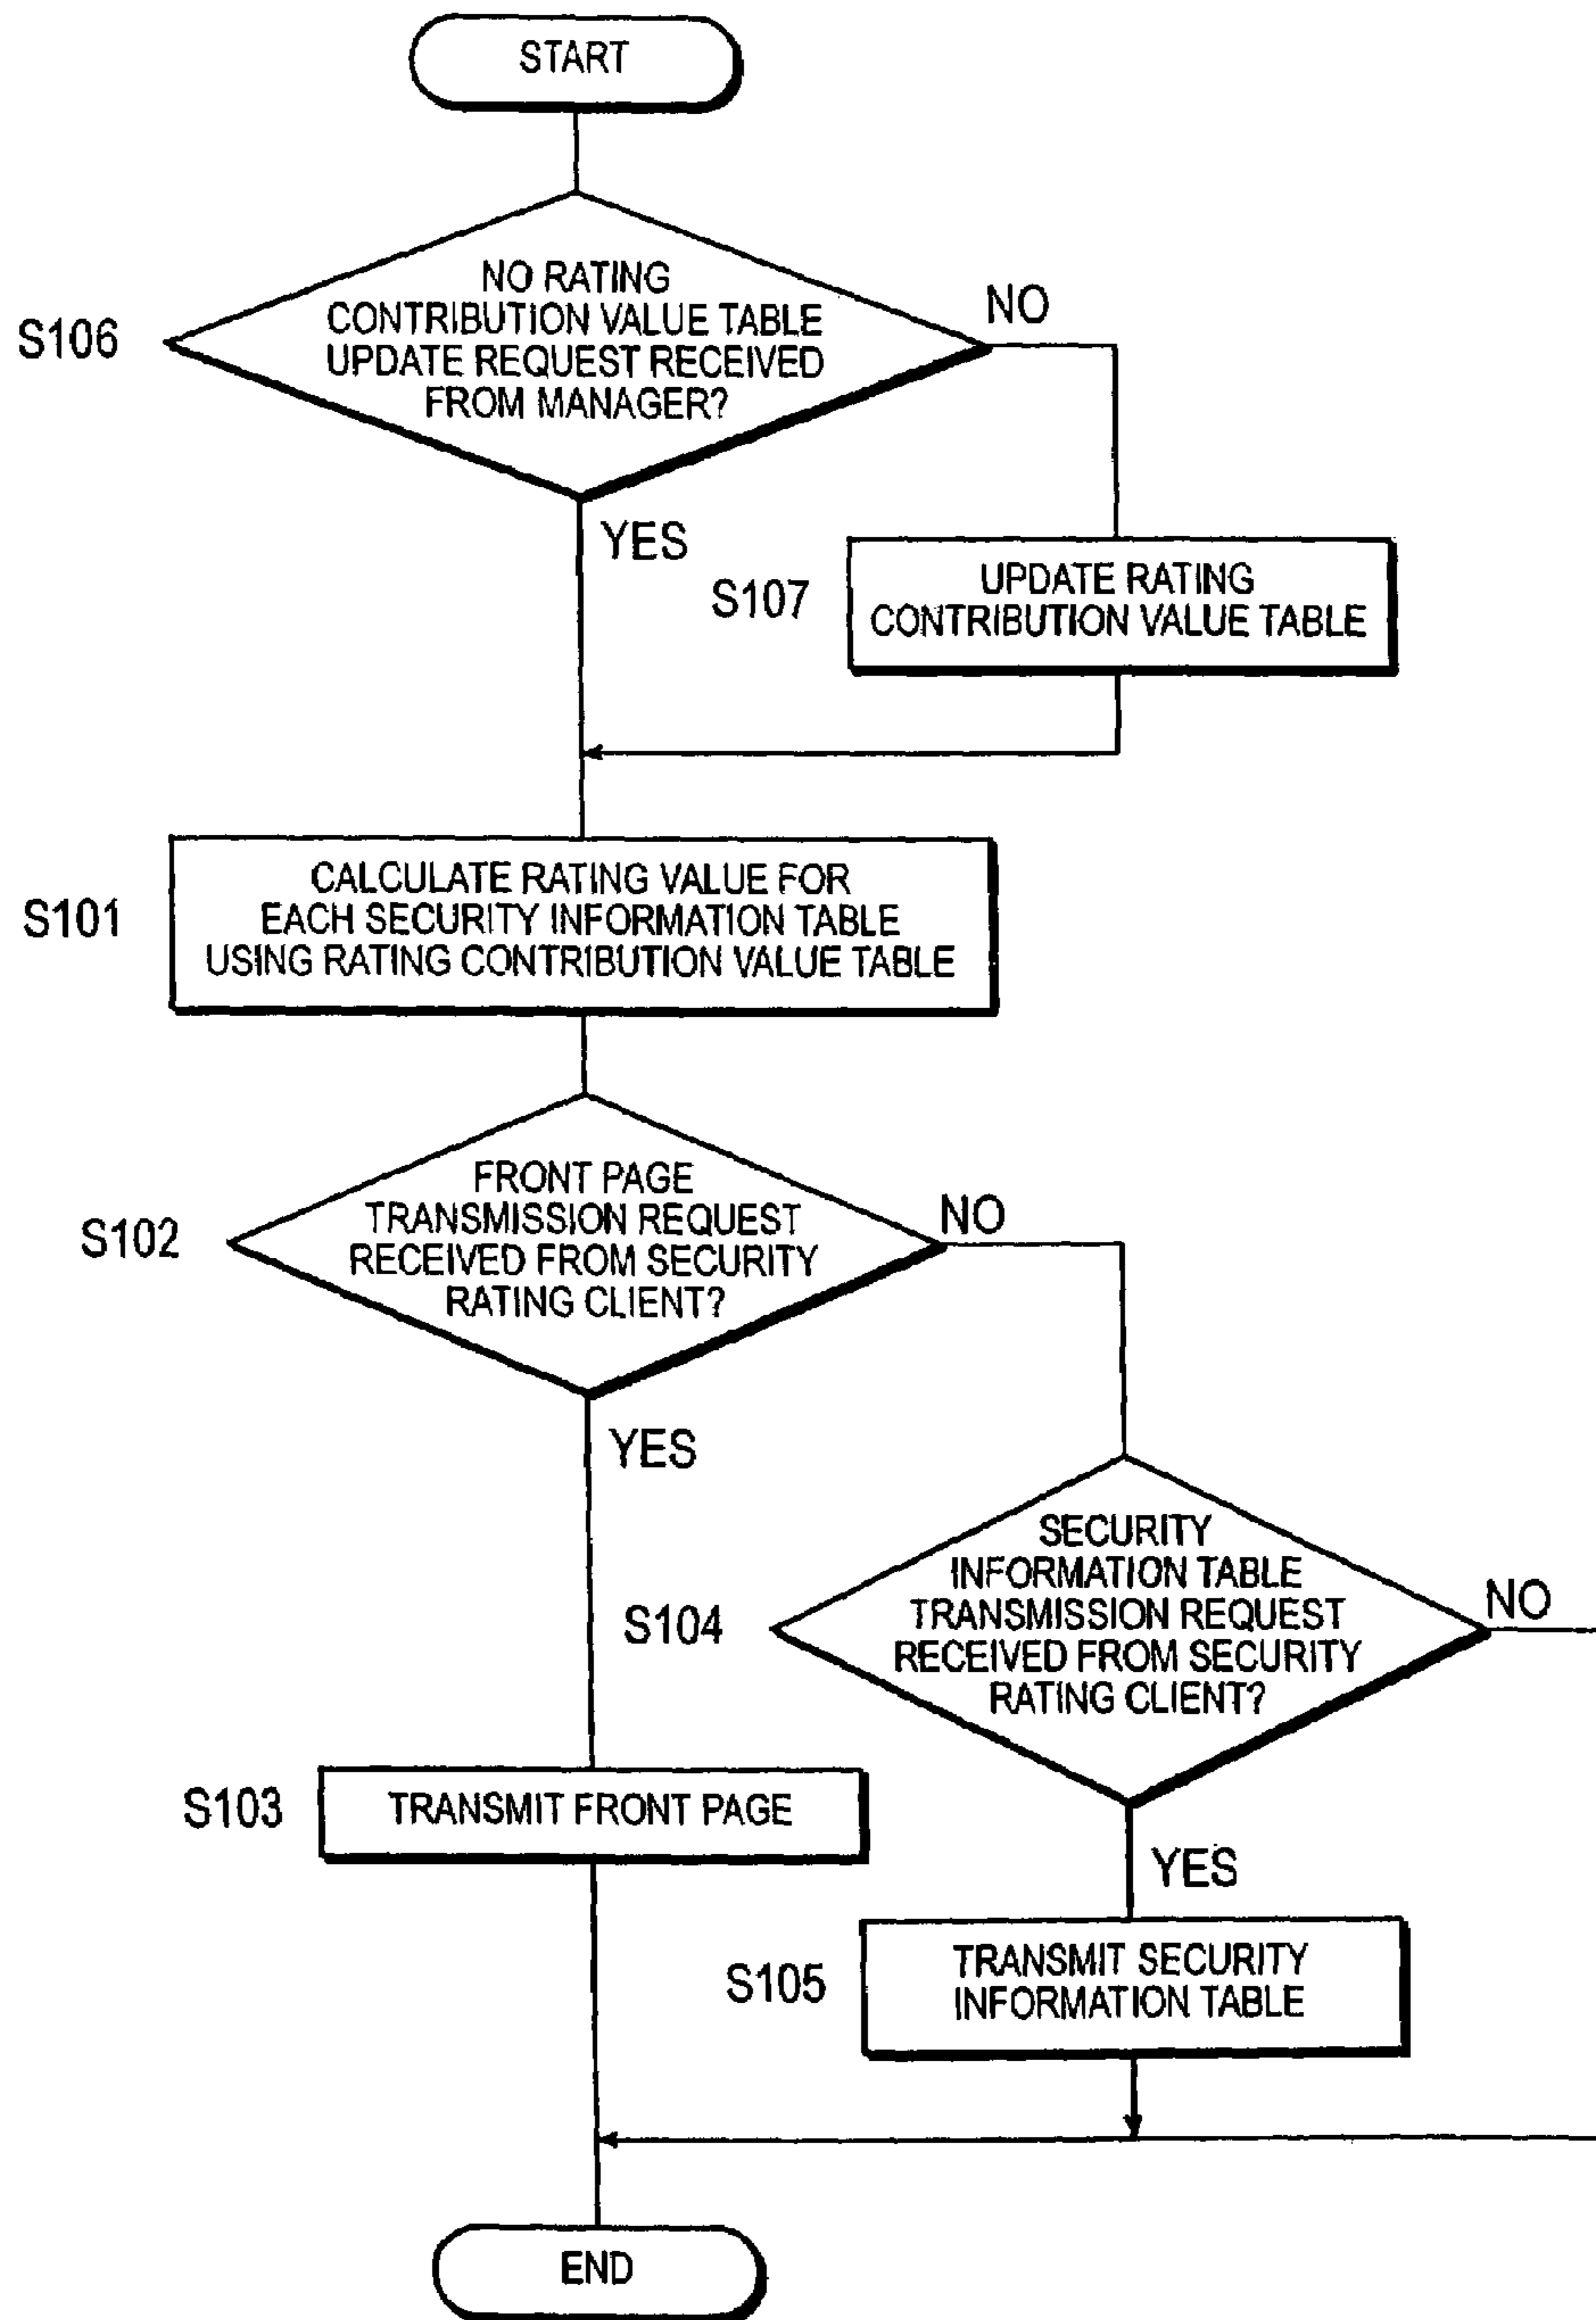 START
S106
NO RATING
CONTRIBUTION VALUE TABLE
UPDATE REQUEST RECEIVED
FROM MANAGER?
NO
YES
S107
UPDATE RATING
CONTRIBUTION VALUE TABLE
S101
CALCULATE RATING VALUE FOR
EACH SECURITY INFORMATION TABLE
USING RATING CONTRIBUTION VALUE TABLE
S102
FRONT PAGE
TRANSMISSION REQUEST
RECEIVED FROM SECURITY
RATING CLIENT?
NO
YES
S104
SECURITY
INFORMATION TABLE
TRANSMISSION REQUEST
RECEIVED FROM SECURITY
RATING CLIENT?
NO
S103
TRANSMIT FRONT PAGE
YES
S105
TRANSMIT SECURITY
INFORMATION TABLE
END